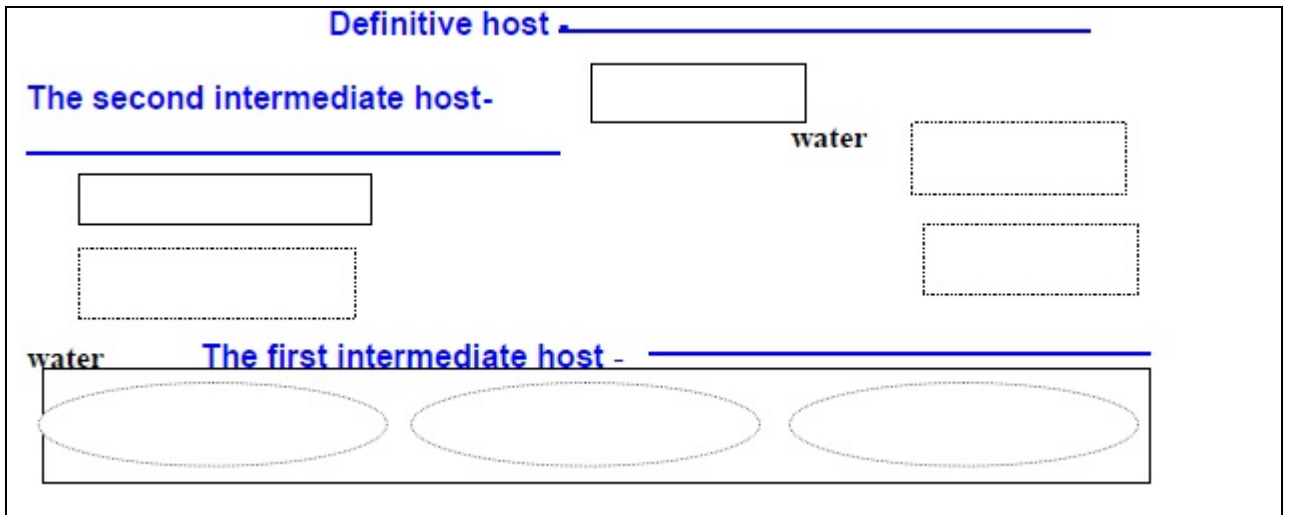 Definitive host -
The second intermediate host-
water
water
The first intermediate host -